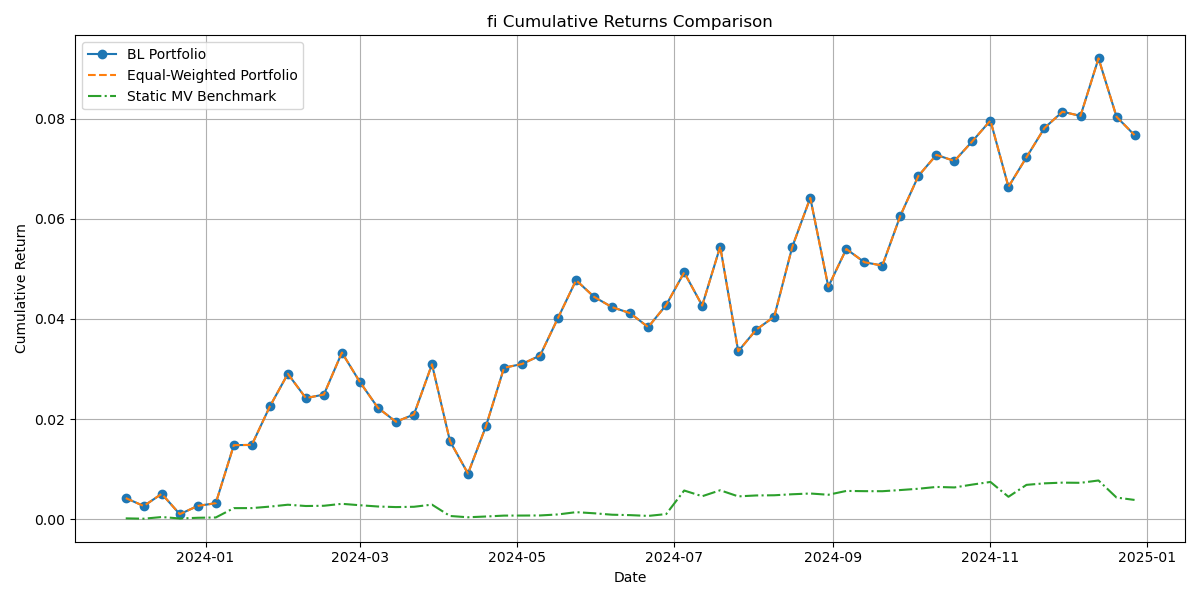 fi Cumulative Returns Comparison
BL Portfolio
Equal-Weighted Portfolio
Static MV Benchmark
Cumulative Return
0.08
0.06
0.04
0.02
0.00
2024-01
2024-03
2024-05
2024-07
2024-09
2024-11
2025-01
Date